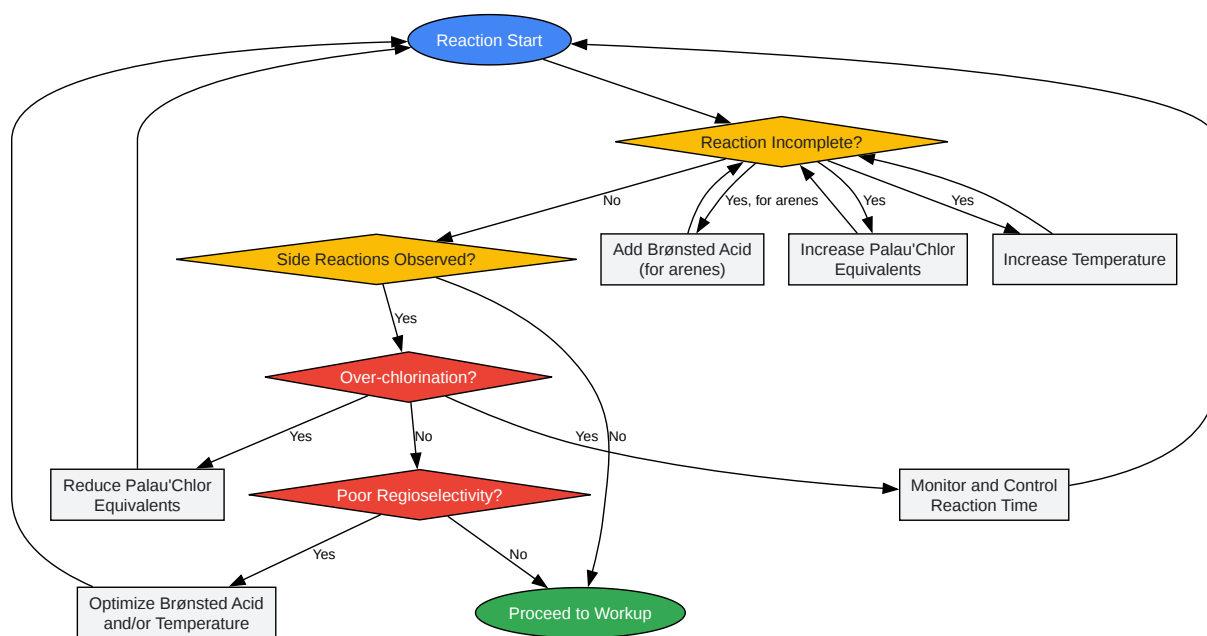 Reaction Start
Reaction Incomplete?
No
Yes, for arenes
Yes
Yes
Side Reactions Observed?
Add Brønsted Acid
(for arenes)
Increase Palau'Chlor
Equivalents
Increase Temperature
Yes
Over-chlorination?
Yes
No
Yes
No
Reduce Palau'Chlor
Equivalents
Poor Regioselectivity?
Monitor and Control
Reaction Time
Yes
No
Optimize Brønsted Acid
and/or Temperature
Proceed to Workup